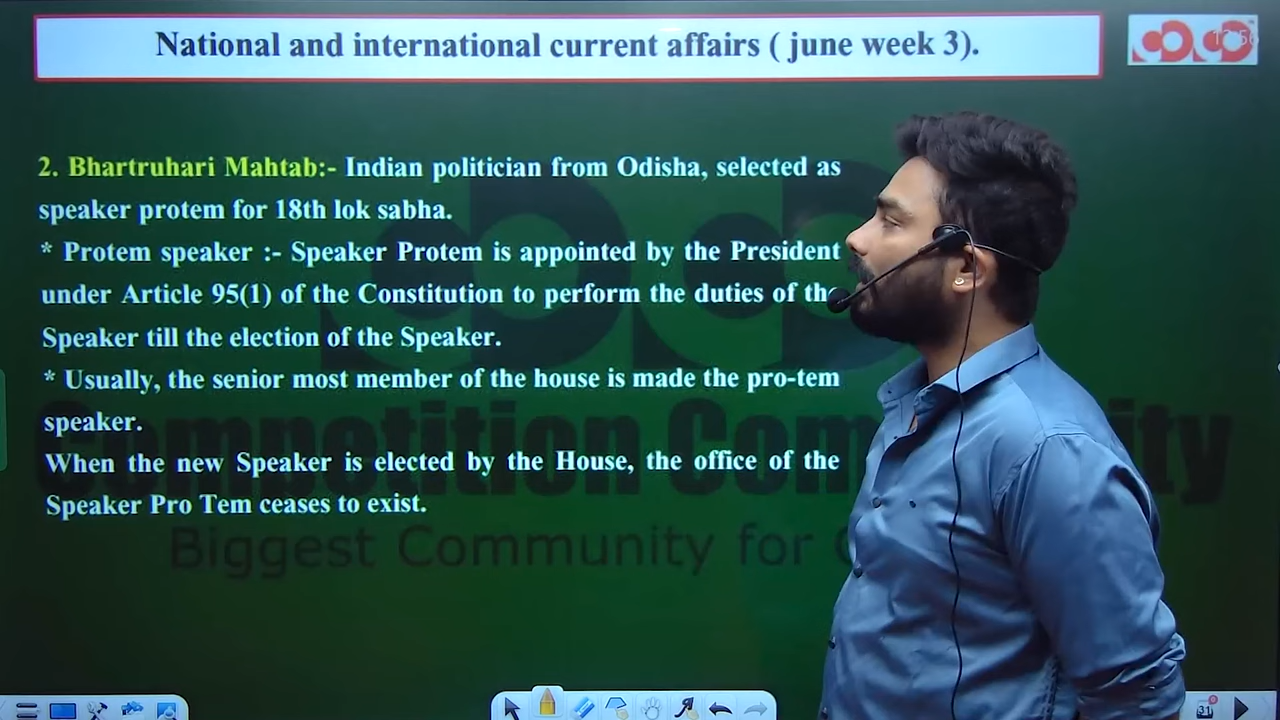 National and international current affairs ( june week 3).
2. Bhartruhari Mahtab:- Indian politician from Odisha, selected as
speaker protem for 18th lok sabha.
* Protem speaker :- Speaker Protem is appointed by the President
under Article 95(1) of the Constitution to perform the duties of the
Speaker till the election of the Speaker.
* Usually, the senior most member of the house is made the pro-tem
speaker.
When the new Speaker is elected by the House, the office of the
Speaker Pro Tem ceases to exist.
Competition Community
Biggest Community for
31